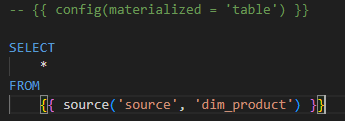 -- {{ config(materialized = 'table') }}
SELECT
*
FROM
{{ source('source', 'dim_product') }}